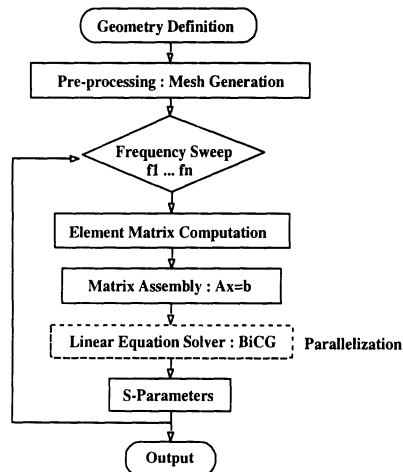 Geometry Definition
Pre-processing : Mesh Generation
Frequency Sweep
f1 ... fn
Element Matrix Computation
Matrix Assembly : Ax=b
Linear Equation Solver : BiCG
Parallelization
S-Parameters
Output